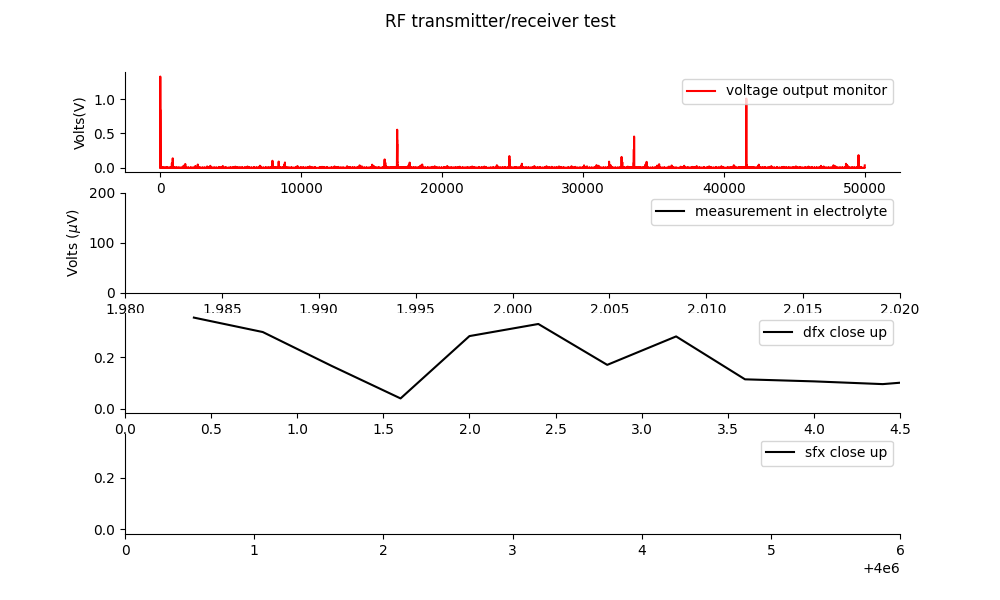 RF transmitter/receiver test
voltage output monitor
Volts(V)
1.0
0.5
0.0
0 10000 20000 30000 40000 50000
measurement in electrolyte
Volts (μV)
200
100
0
1.980 1.985 1.990 1.995 2.000 2.005 2.010 2.015 2.020
dfx close up
0.2
0.0
0.0 0.5 1.0 1.5 2.0 2.5 3.0 3.5 4.0 4.5
sfx close up
0.2
0.0
0 1 2 3 4 5 6
+4e6